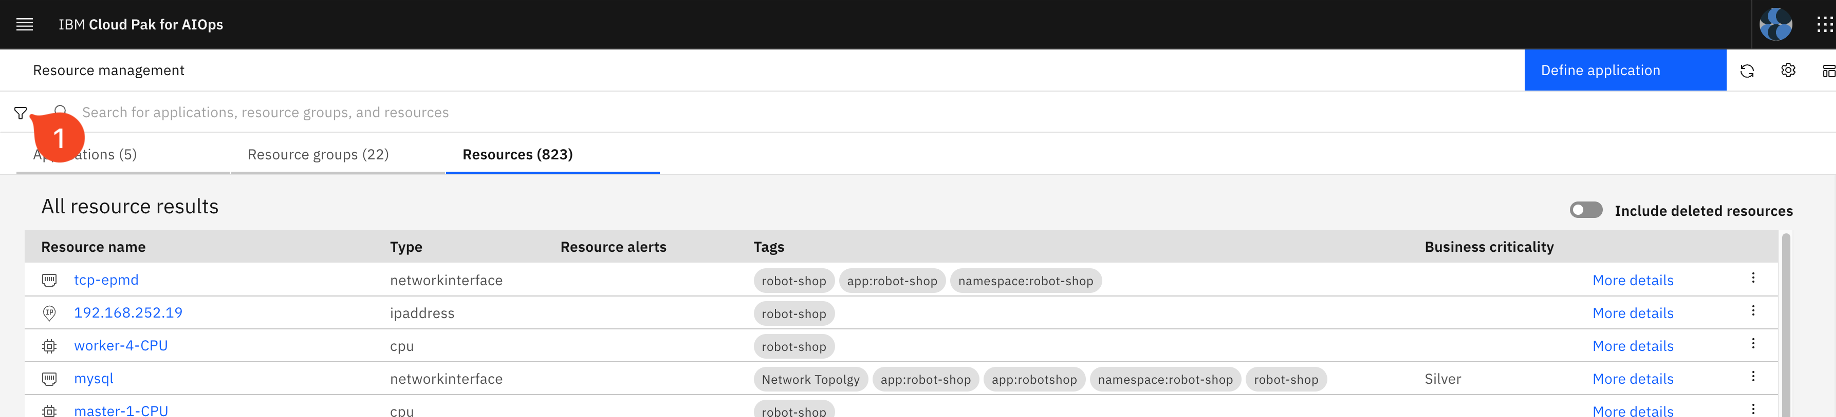 IBM Cloud Pak for AIOps
Resource management
Define application
Search for applications, resource groups, and resources
1
Resource groups (22)
Resources (823)
(5)
All resource results
Include deleted resources
Resource name Type Resource alerts Tags Business criticality
tcp-epmd networkinterface robot-shop app:robot-shop namespace:robot-shop More details
IP 192.168.252.19 ipaddress robot-shop More details
worker-4-CPU cpu robot-shop More details
mysql networkinterface Network Topolgy app:robot-shop app:robotshop namespace:robot-shop robot-shop Silver More details
master-1-CPU cpu robot-shop More details